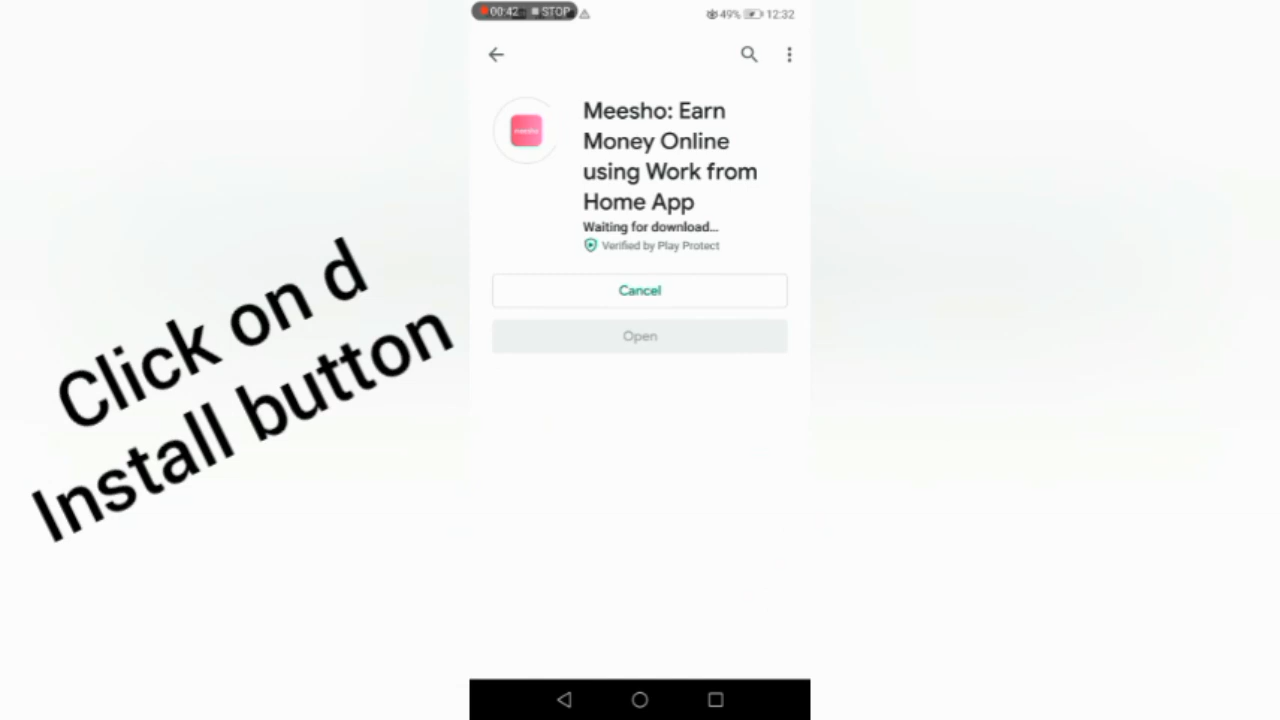 00:42 STOP
49% 12:32
meesho
Meesho: Earn
Money Online
using Work from
Home App
Waiting for download...
Verified by Play Protect
Cancel
Open
Click on d
Install button